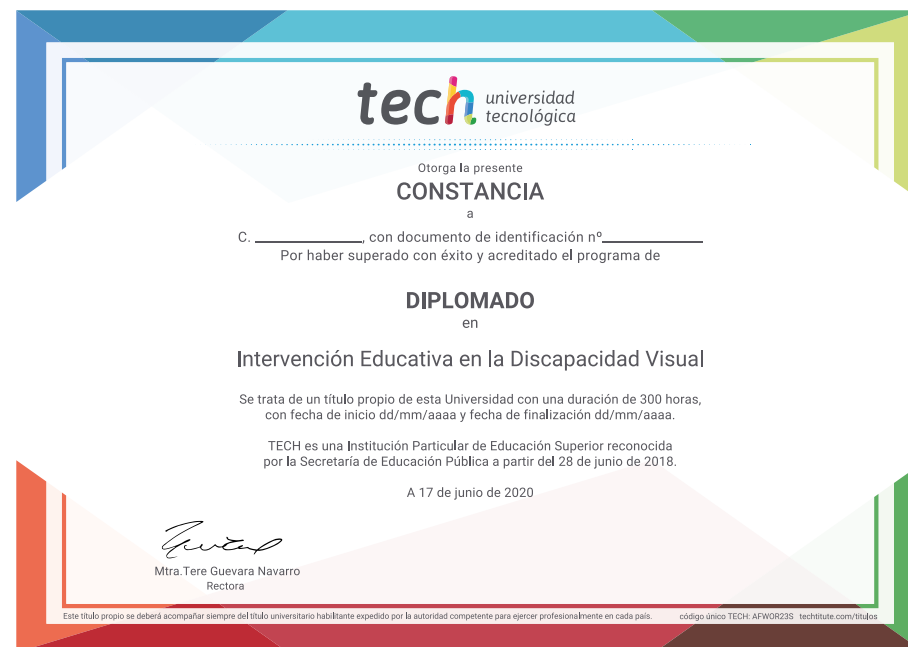 tech universidad
tecnológica
Otorga la presente
CONSTANCIA
a
C. ____________, con documento de identificación nº____________
Por haber superado con éxito y acreditado el programa de
DIPLOMADO
en
Intervención Educativa en la Discapacidad Visual
Se trata de un título propio de esta Universidad con una duración de 300 horas,
con fecha de inicio dd/mm/aaaa y fecha de finalización dd/mm/aaaa.
TECH es una Institución Particular de Educación Superior reconocida
por la Secretaría de Educación Pública a partir del 28 de junio de 2018.
A 17 de junio de 2020
Mtra.Tere Guevara Navarro
Rectora
Este título propio se deberá acompañar siempre del título universitario habilitante expedido por la autoridad competente para ejercer profesionalmente en cada país. código único TECH: AFWOR23S techtitute.com/titulos